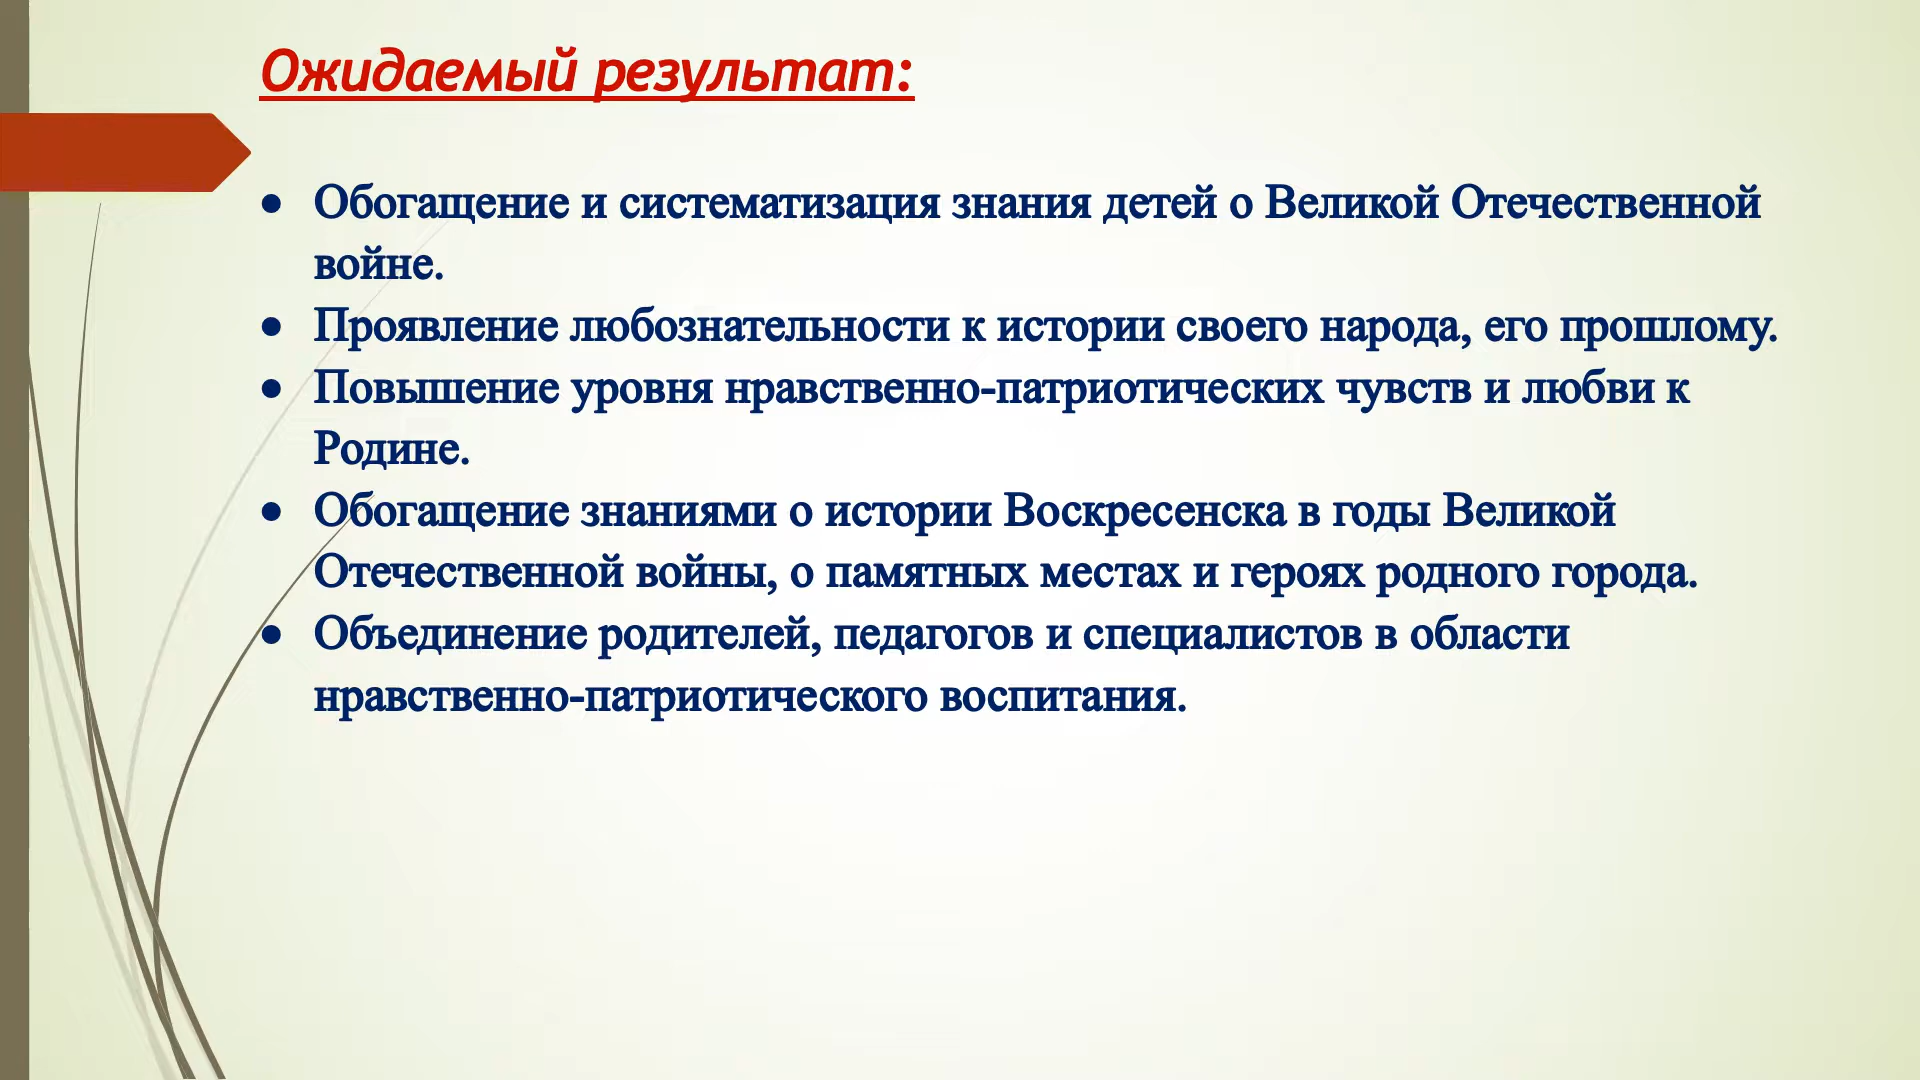 Ожидаемый результат:
● Обогащение и систематизация знания детей о Великой Отечественной
войне.
● Проявление любознательности к истории своего народа, его прошлому.
● Повышение уровня нравственно-патриотических чувств и любви к
Родине.
● Обогащение знаниями о истории Воскресенска в годы Великой
Отечественной войны, о памятных местах и героях родного города.
● Объединение родителей, педагогов и специалистов в области
нравственно-патриотического воспитания.